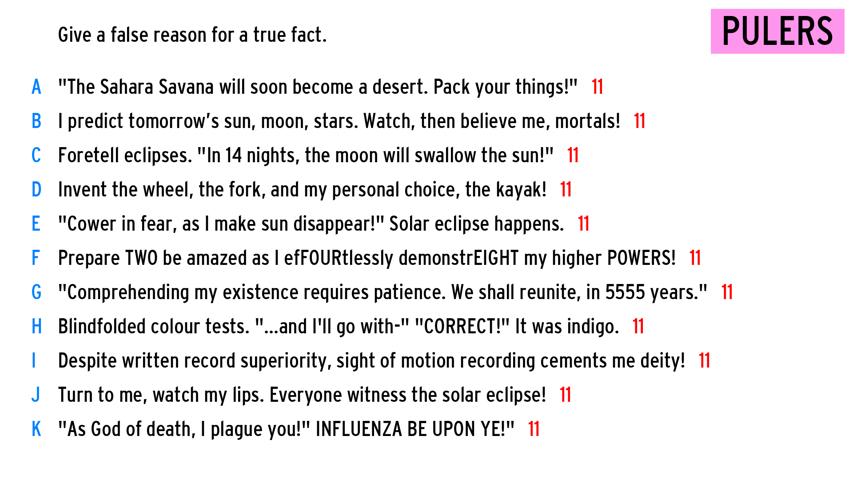 Give a false reason for a true fact.
PULERS
A "The Sahara Savana will soon become a desert. Pack your things!" 11
B I predict tomorrow's sun, moon, stars. Watch, then believe me, mortals! 11
C Foretell eclipses. "In 14 nights, the moon will swallow the sun!" 11
D Invent the wheel, the fork, and my personal choice, the kayak! 11
E "Cower in fear, as I make sun disappear!" Solar eclipse happens. 11
F Prepare TWO be amazed as I efFOURtlessly demonstrEIGHT my higher POWERS! 11
G "Comprehending my existence requires patience. We shall reunite, in 5555 years." 11
H Blindfolded colour tests. "...and I'll go with-" "CORRECT!" It was indigo. 11
I Despite written record superiority, sight of motion recording cements me deity! 11
J Turn to me, watch my lips. Everyone witness the solar eclipse! 11
K "As God of death, I plague you!" INFLUENZA BE UPON YE!" 11